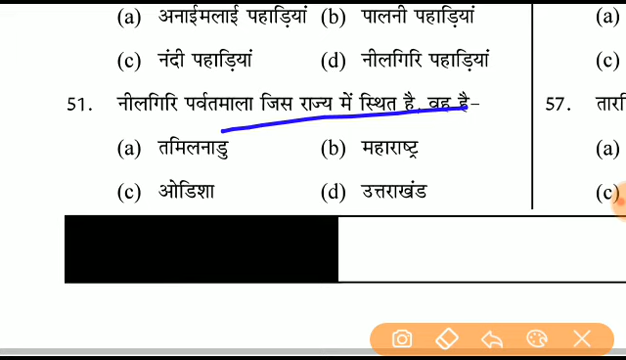 (a) अनाईमलाई पहाड़ियां (b) पालनी पहाड़ियां
(c) नंदी पहाड़ियां (d) नीलगिरि पहाड़ियां
51. नीलगिरि पर्वतमाला जिस राज्य में स्थित है, वह है–
(a) तमिलनाडु (b) महाराष्ट्र
(c) ओडिशा (d) उत्तराखंड
(a)
(c)
57.
(a)
(c)